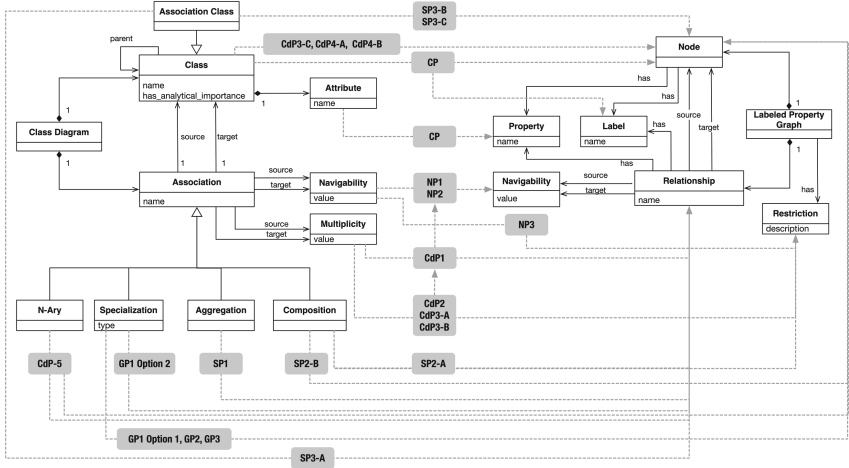 Association Class
SP3-B
SP3-C
parent
CdP3-C, CdP4-A, CdP4-B
Node
Class
CP
name
has_analytical_importance
has
has
1
1
1
1
Attribute
name
Class Diagram
source
target
CP
Property
name
Label
name
has
source
target
Labeled Property
Graph
1
1
1
has
Association
name
source
target
Navigability
value
NP1
NP2
Navigability
value
source
target
Relationship
name
has
Restriction
description
source
target
Multiplicity
value
NP3
CdP1
CdP2
CdP3-A
CdP3-B
N-Ary
Specialization
type
Aggregation
Composition
CdP-5
GP1 Option 2
SP1
SP2-B
SP2-A
GP1 Option 1, GP2, GP3
SP3-A